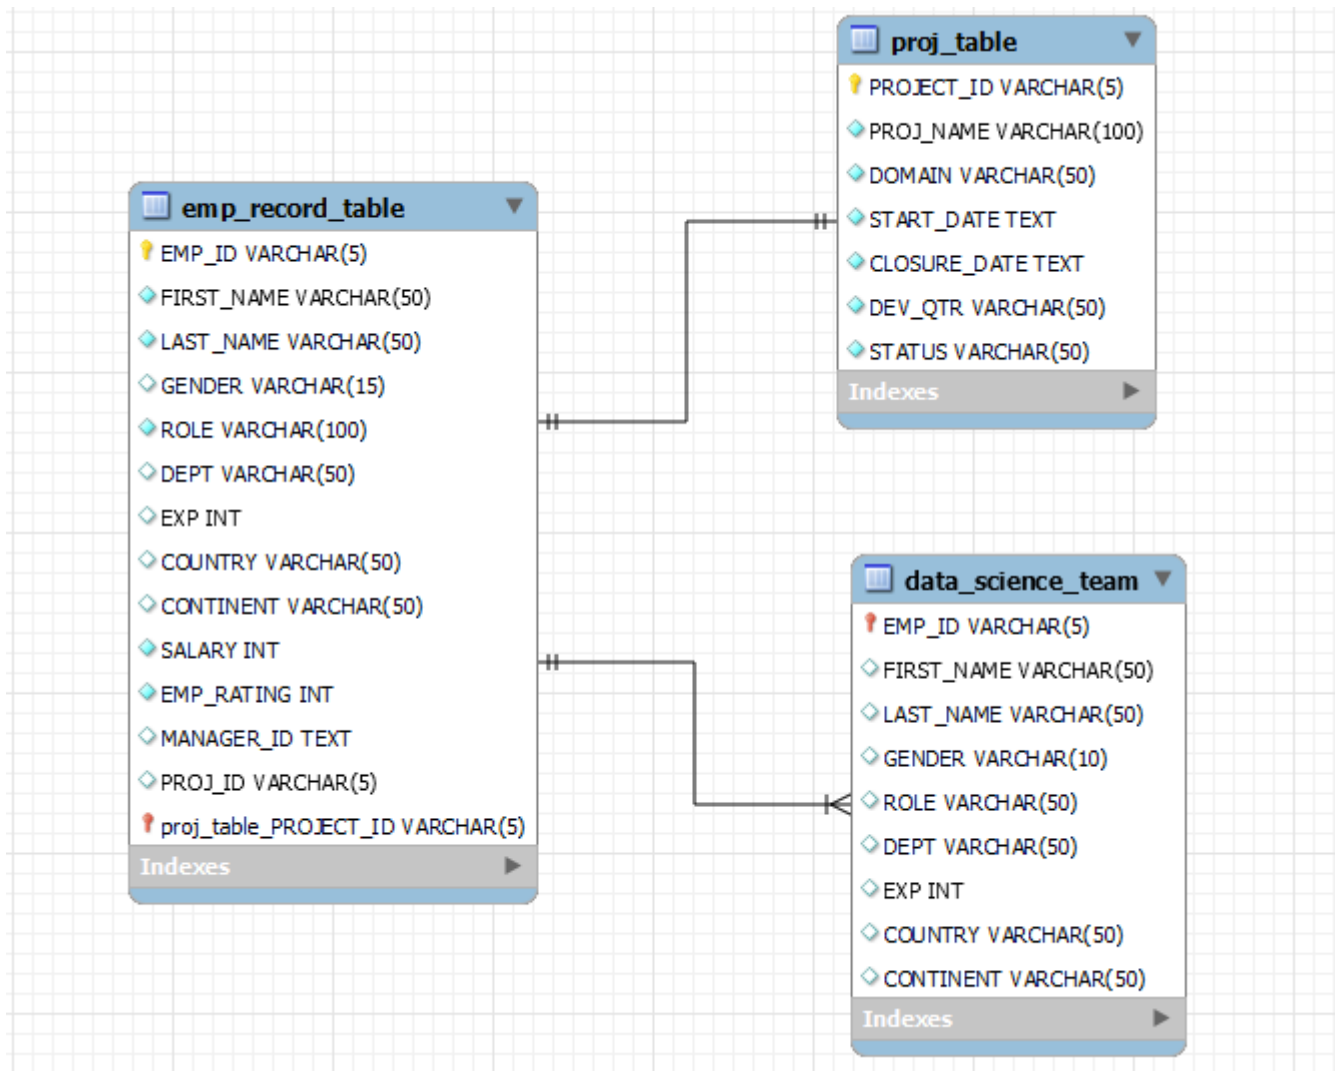 emp_record_table
EMP_ID VARCHAR(5)
FIRST_NAME VARCHAR(50)
LAST_NAME VARCHAR(50)
GENDER VARCHAR(15)
ROLE VARCHAR(100)
DEPT VARCHAR(50)
EXP INT
COUNTRY VARCHAR(50)
CONTINENT VARCHAR(50)
SALARY INT
EMP_RATING INT
MANAGER_ID TEXT
PROJ_ID VARCHAR(5)
proj_table_PROJECT_ID VARCHAR(5)
Indexes
proj_table
PROJECT_ID VARCHAR(5)
PROJ_NAME VARCHAR(100)
DOMAIN VARCHAR(50)
START_DATE TEXT
CLOSURE_DATE TEXT
DEV_QTR VARCHAR(50)
STATUS VARCHAR(50)
Indexes
data_science_team
EMP_ID VARCHAR(5)
FIRST_NAME VARCHAR(50)
LAST_NAME VARCHAR(50)
GENDER VARCHAR(10)
ROLE VARCHAR(50)
DEPT VARCHAR(50)
EXP INT
COUNTRY VARCHAR(50)
CONTINENT VARCHAR(50)
Indexes